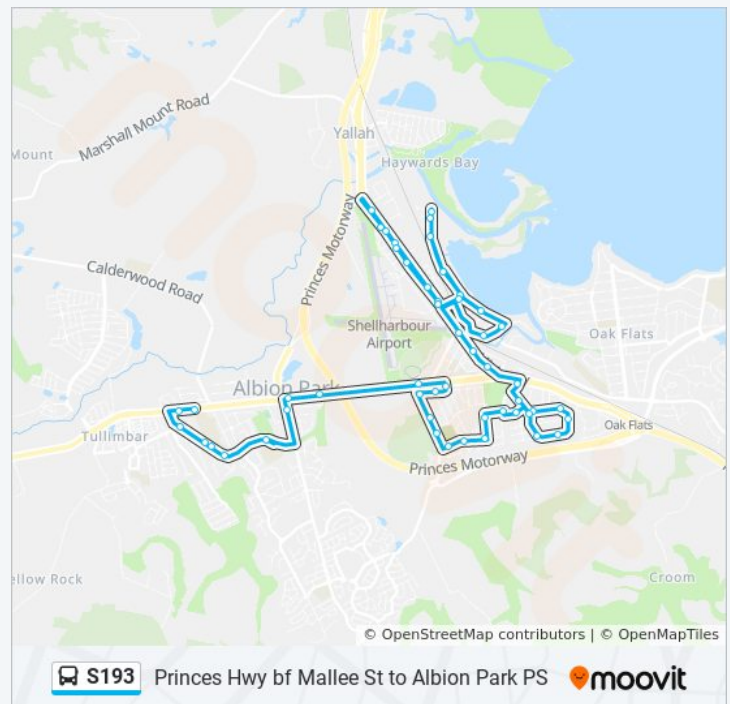 Yallah
Marshall Mount Road
Mount
Haywards Bay
Princes Motorway
Calderwood Road
Shellharbour
Airport
Oak Flats
Albion Park
Tullimbar
Oak Flats
Princes Motorway
Croom
ellow Rock
© OpenStreetMap contributors | © OpenMapTiles
S193 Princes Hwy bf Mallee St to Albion Park PS moovit